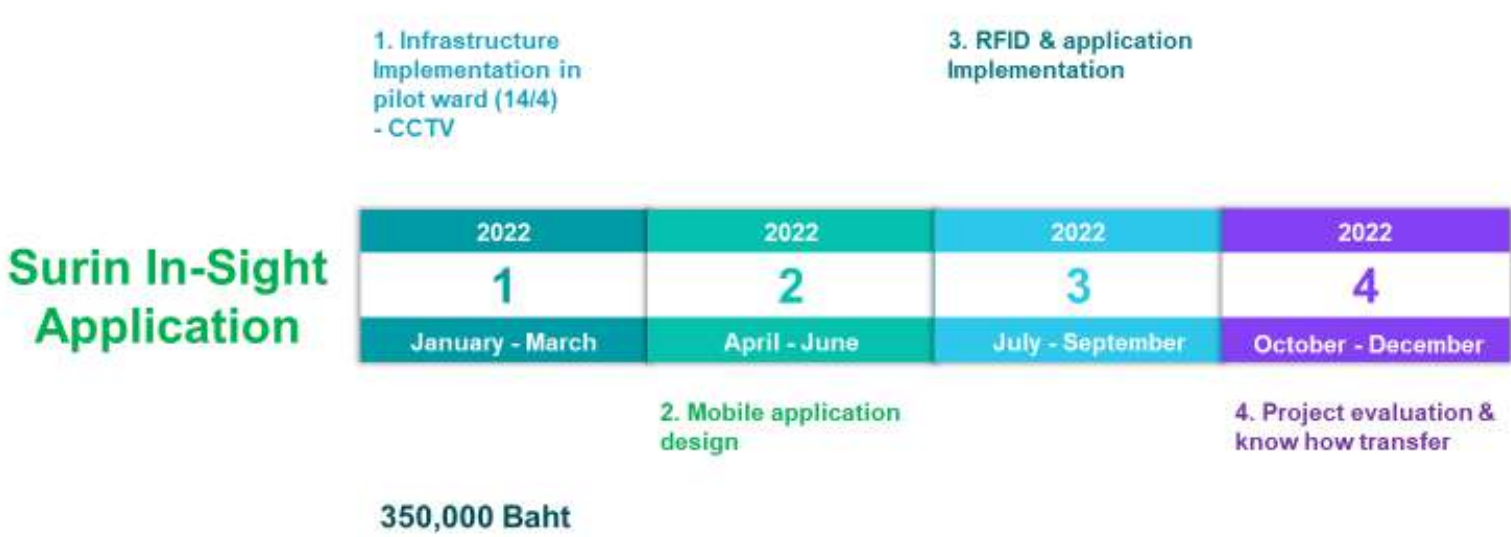 1. Infrastructure
Implementation in
pilot ward (14/4)
- CCTV
3. RFID & application
Implementation
Surin In-Sight
Application
2022
2022
2022
2022
1
2
3
4
January - March
April - June
July - September
October - December
2. Mobile application
design
4. Project evaluation &
know how transfer
350,000 Baht